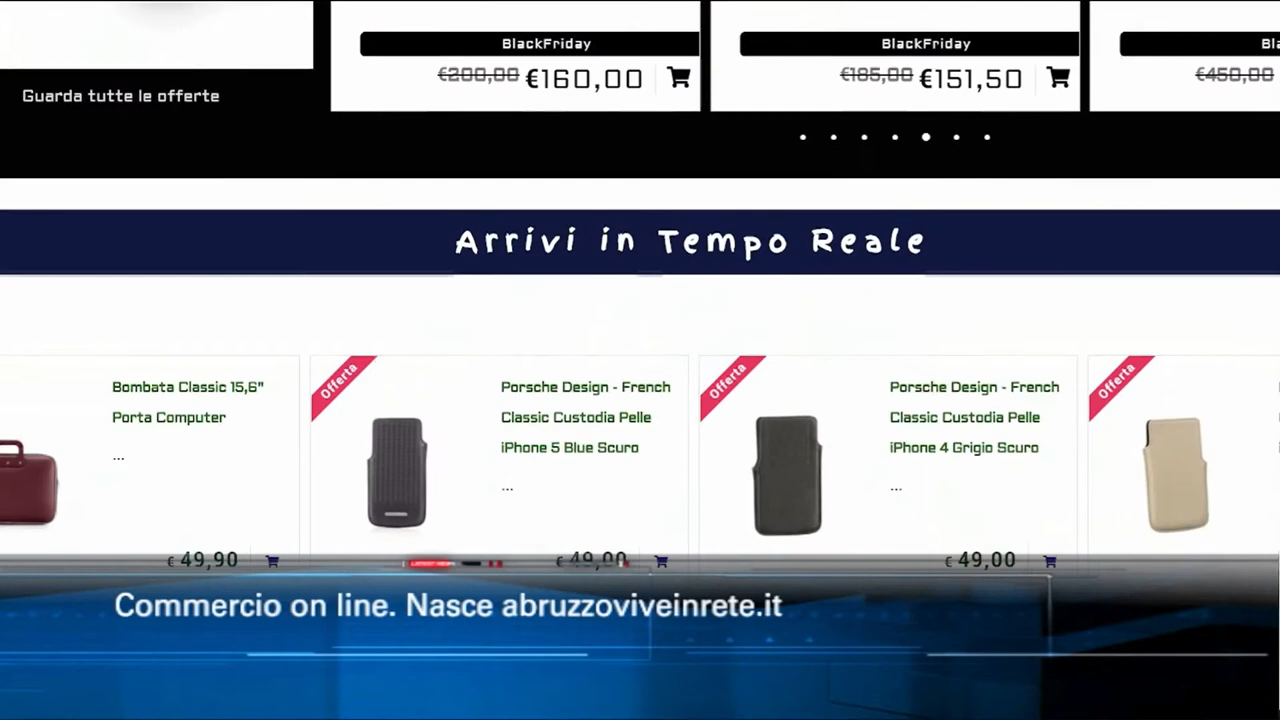 BlackFriday
€200,00 €160,00
BlackFriday
€185,00 €151,50
€450,00
Guarda tutte le offerte
Arrivi in Tempo Reale
Bombata Classic 15,6"
Porta Computer
...
€ 49,90
Offerta
Porsche Design - French
Classic Custodia Pelle
iPhone 5 Blue Scuro
...
€ 49,00
Offerta
Porsche Design - French
Classic Custodia Pelle
iPhone 4 Grigio Scuro
...
€ 49,00
Offerta
Commercio on line. Nasce abruzzoviveinrete.it